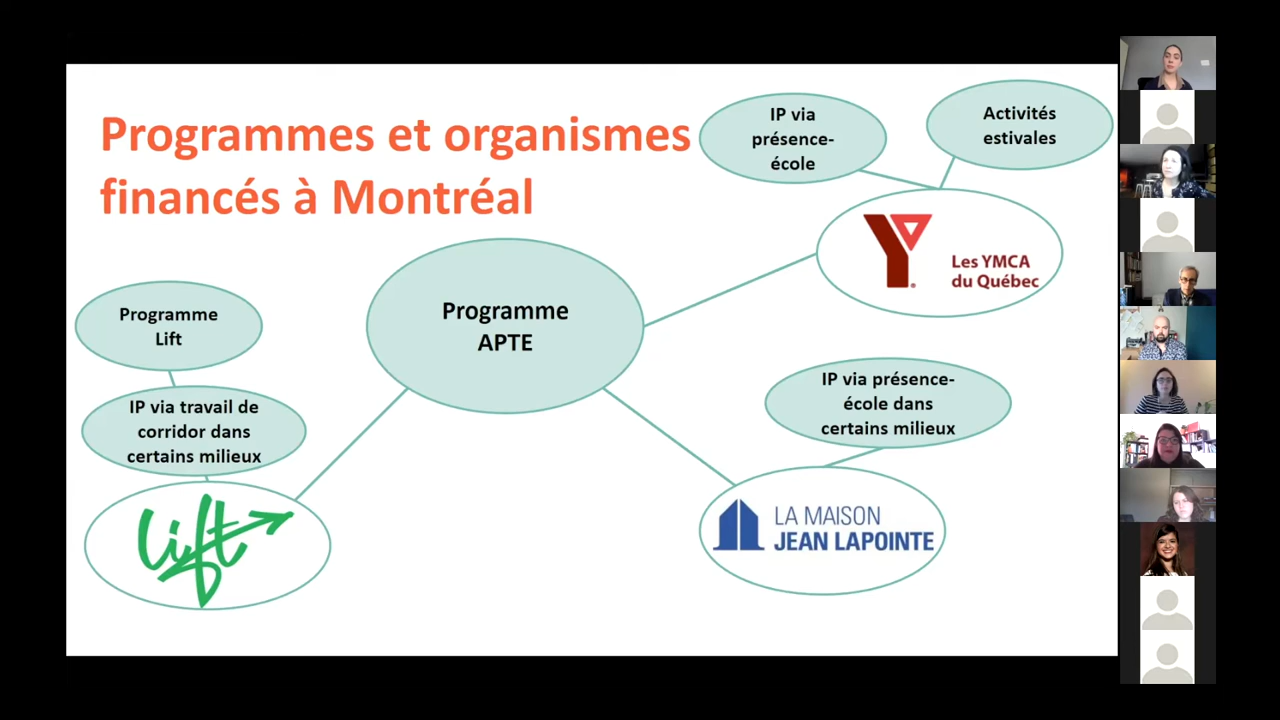 Programmes et organismes
financés à Montréal
IP via
présence-
école
Activités
estivales
Les YMCA
du Québec
Programme
APTE
Programme
Lift
IP via travail de
corridor dans
certains milieux
lift
IP via présence-
école dans
certains milieux
LA MAISON
JEAN LAPOINTE